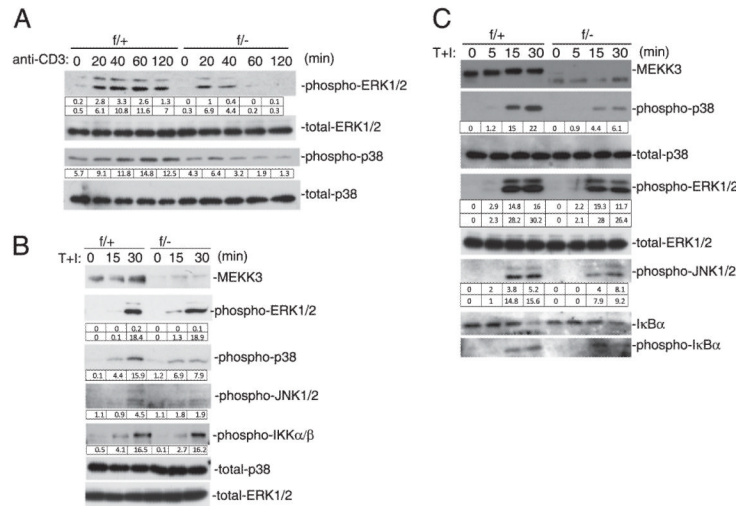 A
f/+ f/-
anti-CD3: 0 20 40 60 120 0 20 40 60 120 (min)
-phospho-ERK1/2
0.2 2.8 3.3 2.6 1.3 0 1 0.4 0 0.1
0.5 6.1 10.8 11.6 7 0.3 6.9 4.4 0.2 0.3
-total-ERK1/2
-phospho-p38
5.7 9.1 11.8 14.8 12.5 4.3 6.4 3.2 1.9 1.3
-total-p38
B
f/+ f/-
T+I: 0 15 30 0 15 30 (min)
-MEKK3
-phospho-ERK1/2
0 0 0.2 0 0 0.1
0 0.1 18.4 0 1.3 18.9
-phospho-p38
0.1 4.4 15.9 1.2 6.9 7.9
-phospho-JNK1/2
1.1 0.9 4.5 1.1 1.8 1.9
-phospho-IKKα/β
0.5 4.1 16.5 0.1 2.7 16.2
-total-p38
-total-ERK1/2
C
f/+ f/-
T+I: 0 5 15 30 0 5 15 30 (min)
-MEKK3
-phospho-p38
0 1.2 15 22 0 0.9 4.4 6.1
-total-p38
-phospho-ERK1/2
0 2.9 14.8 16 0 2.2 19.3 11.7
0 2.3 28.2 30.2 0 2.1 28 26.4
-total-ERK1/2
-phospho-JNK1/2
0 2 3.8 5.2 0 0 4 8.1
0 1 14.8 15.6 0 0 7.9 9.2
-IκBα
-phospho-IκBα